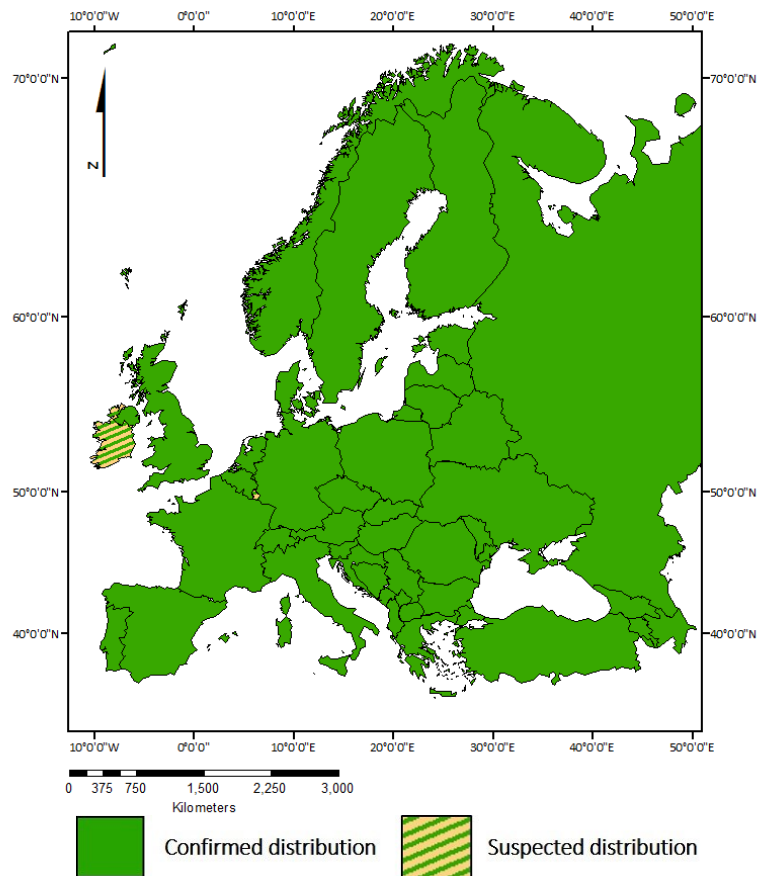 10°0'0"W 0°0'0" 10°0'0"E 20°0'0"E 30°0'0"E 40°0'0"E 50°0'0"E
70°0'0"N 70°0'0"N
N
60°0'0"N 60°0'0"N
50°0'0"N 50°0'0"N
40°0'0"N 40°0'0"N
10°0'0"W 0°0'0" 10°0'0"E 20°0'0"E 30°0'0"E 40°0'0"E 50°0'0"E
0 375 750 1,500 2,250 3,000
Kilometers
Confirmed distribution Suspected distribution